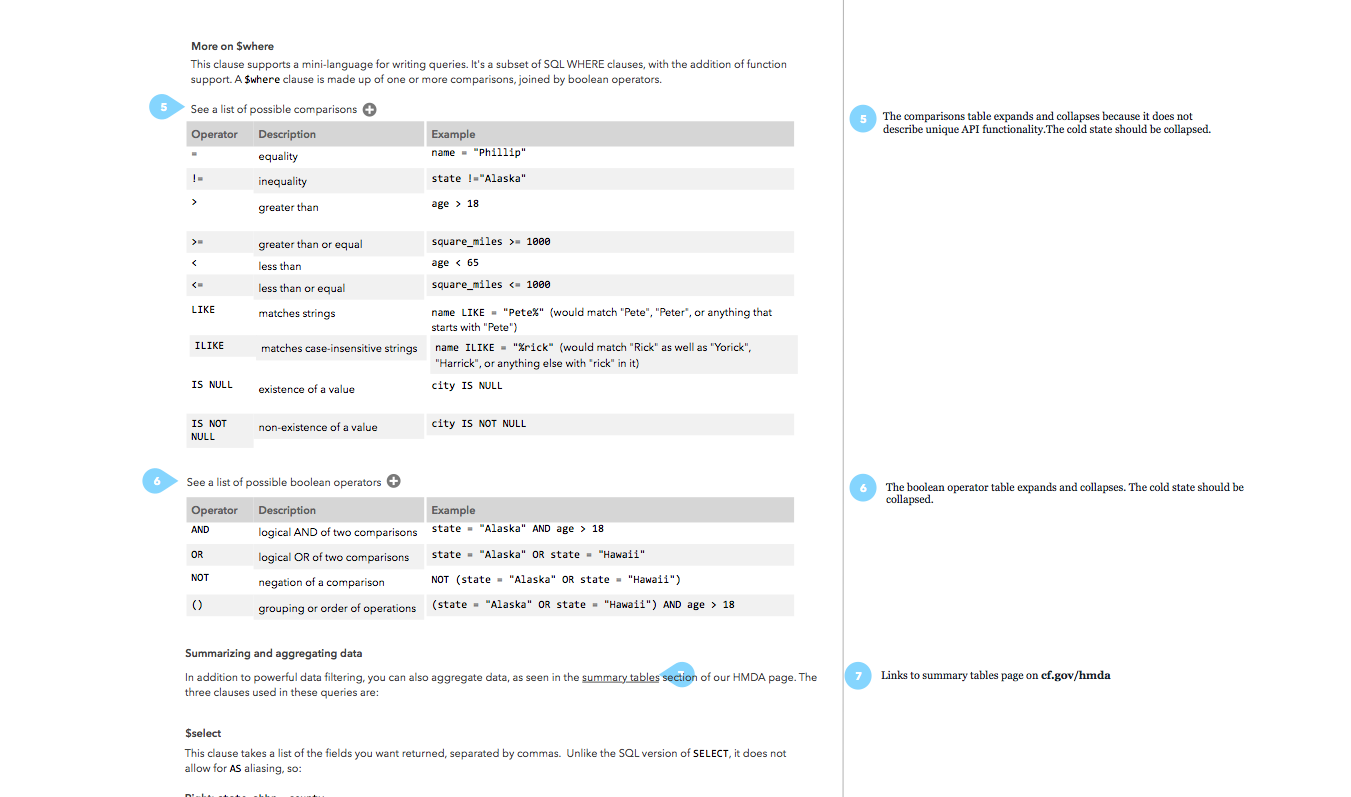 More on $where
This clause supports a mini-language for writing queries. It's a subset of SQL WHERE clauses, with the addition of function
support. A $where clause is made up of one or more comparisons, joined by boolean operators.
5 See a list of possible comparisons
Operator Description Example
= equality name = "Phillip"
!= inequality state !="Alaska"
> greater than age > 18
>= greater than or equal square_miles >= 1000
< less than age < 65
<= less than or equal square_miles <= 1000
LIKE matches strings name LIKE = "Pete%" (would match "Pete", "Peter", or anything that
starts with "Pete")
ILIKE matches case-insensitive strings name ILIKE = "%rick" (would match "Rick" as well as "Yorick",
"Harrick", or anything else with "rick" in it)
IS NULL existence of a value city IS NULL
IS NOT non-existence of a value city IS NOT NULL
NULL
6 See a list of possible boolean operators
Operator Description Example
AND logical AND of two comparisons state = "Alaska" AND age > 18
OR logical OR of two comparisons state = "Alaska" OR state = "Hawaii"
NOT negation of a comparison NOT (state = "Alaska" OR state = "Hawaii")
() grouping or order of operations (state = "Alaska" OR state = "Hawaii") AND age > 18
Summarizing and aggregating data
In addition to powerful data filtering, you can also aggregate data, as seen in the summary tables section of our HMDA page. The
three clauses used in these queries are:
$select
This clause takes a list of the fields you want returned, separated by commas. Unlike the SQL version of SELECT, it does not
allow for AS aliasing, so:
5 The comparisons table expands and collapses because it does not
describe unique API functionality.The cold state should be collapsed.
6 The boolean operator table expands and collapses. The cold state should be
collapsed.
7 Links to summary tables page on cf.gov/hmda